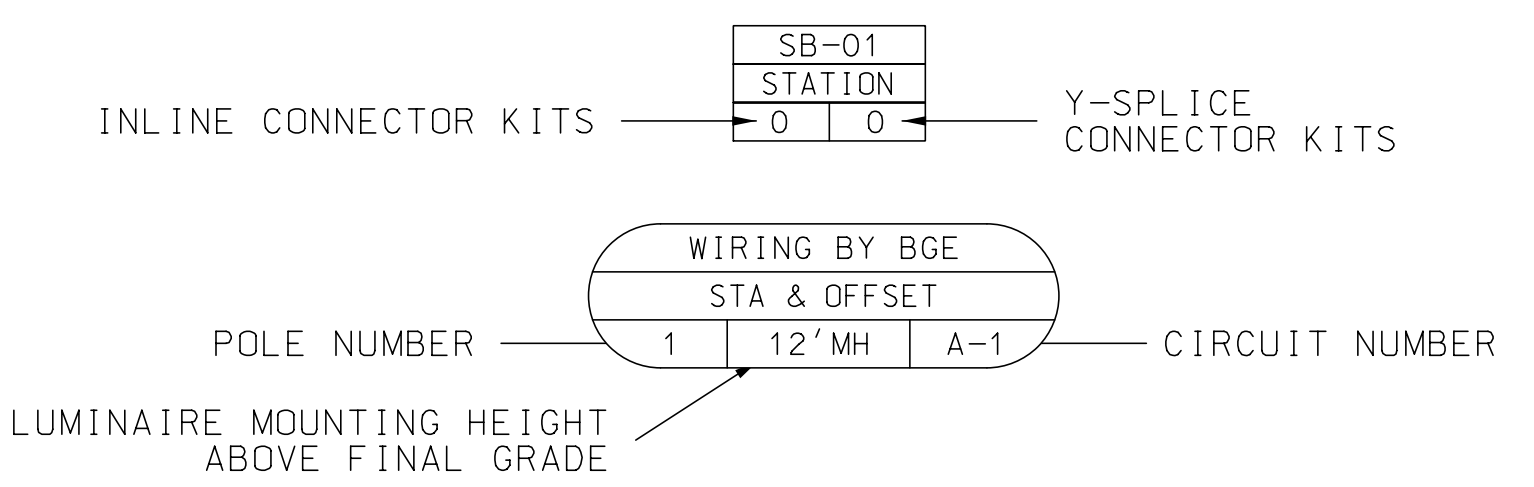 SB-01
STATION
INLINE CONNECTOR KITS
0 0
Y-SPLICE
CONNECTOR KITS
WIRING BY BGE
STA & OFFSET
POLE NUMBER
1 12'MH A-1
CIRCUIT NUMBER
LUMINAIRE MOUNTING HEIGHT
ABOVE FINAL GRADE